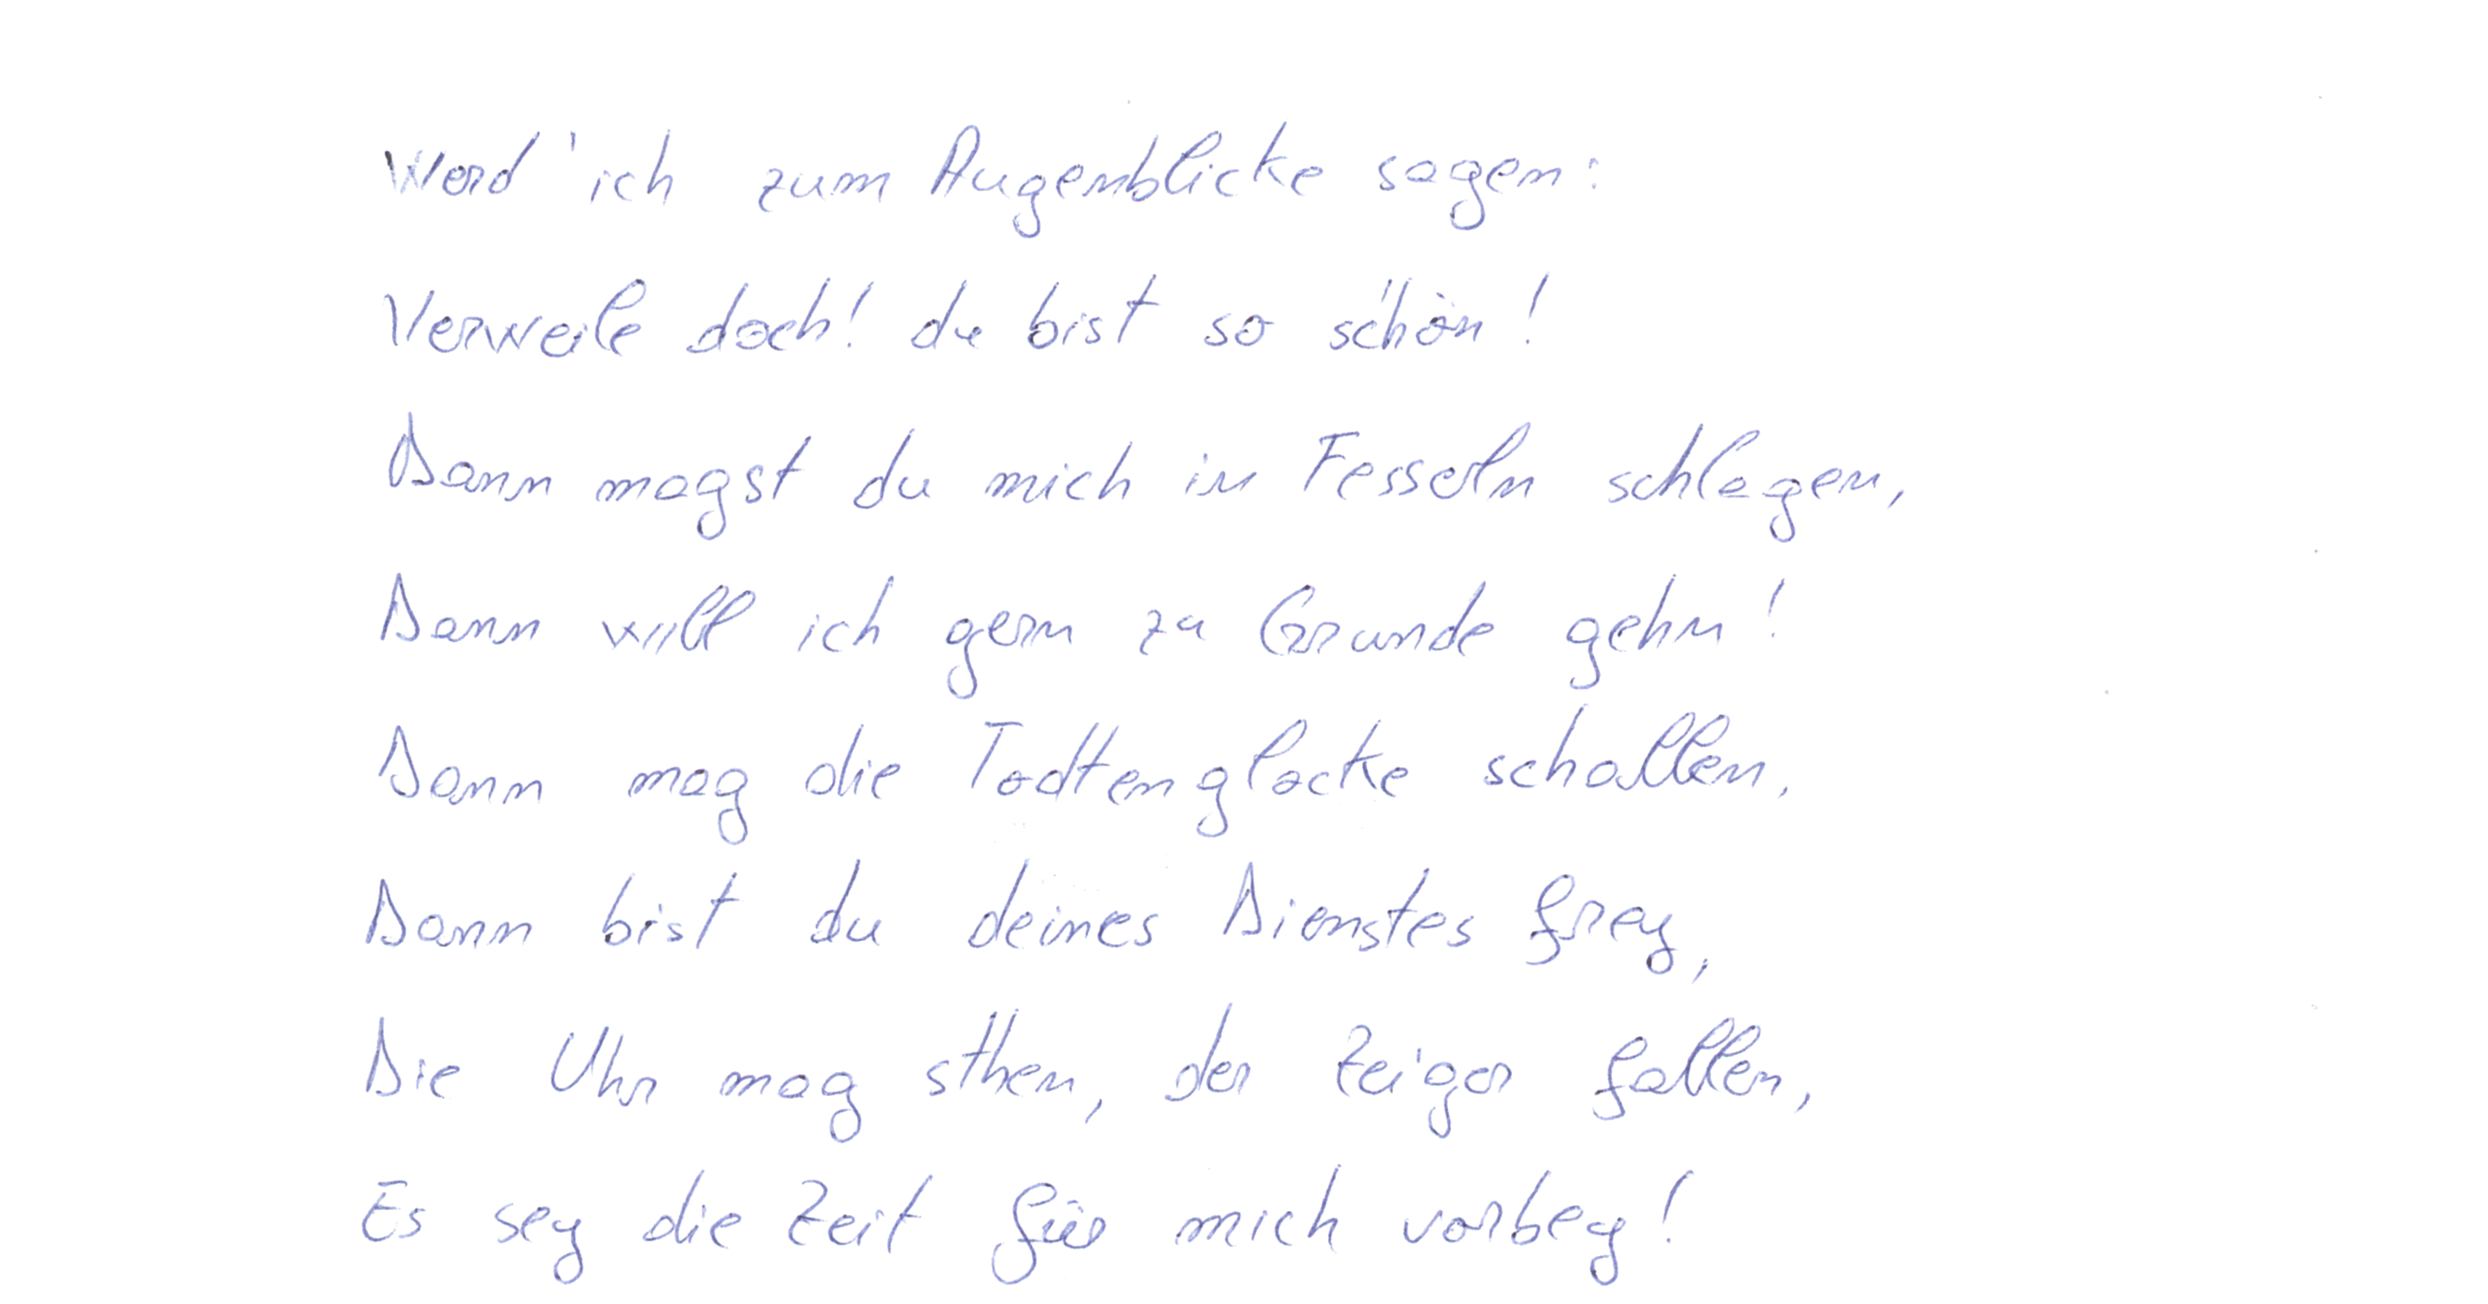 Werd' ich zum Augenblicke sagen:
Verweile doch! du bist so schön!
Dann magst du mich in Fesseln schlagen,
Dann will ich gern zu Grunde gehn!
Dann mag die Todtenglocke schallen,
Dann bist du deines Dienstes frey,
Die Uhr mag sthen, der Zeiger fallen,
Es sey die Zeit für mich vorbey!